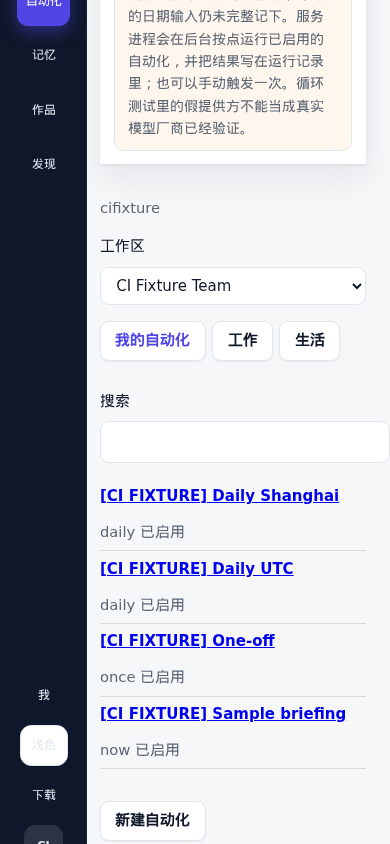 自动化
记忆
作品
发现
我
浅色
下载
的日期输入仍未完整记下。服务
进程会在后台按点运行已启用的
自动化，并把结果写在运行记录
里；也可以手动触发一次。循环
测试里的假提供方不能当成真实
模型厂商已经验证。
cifixture
工作区
CI Fixture Team
我的自动化 工作 生活
搜索
[CI FIXTURE] Daily Shanghai
daily 已启用
[CI FIXTURE] Daily UTC
daily 已启用
[CI FIXTURE] One-off
once 已启用
[CI FIXTURE] Sample briefing
now 已启用
新建自动化